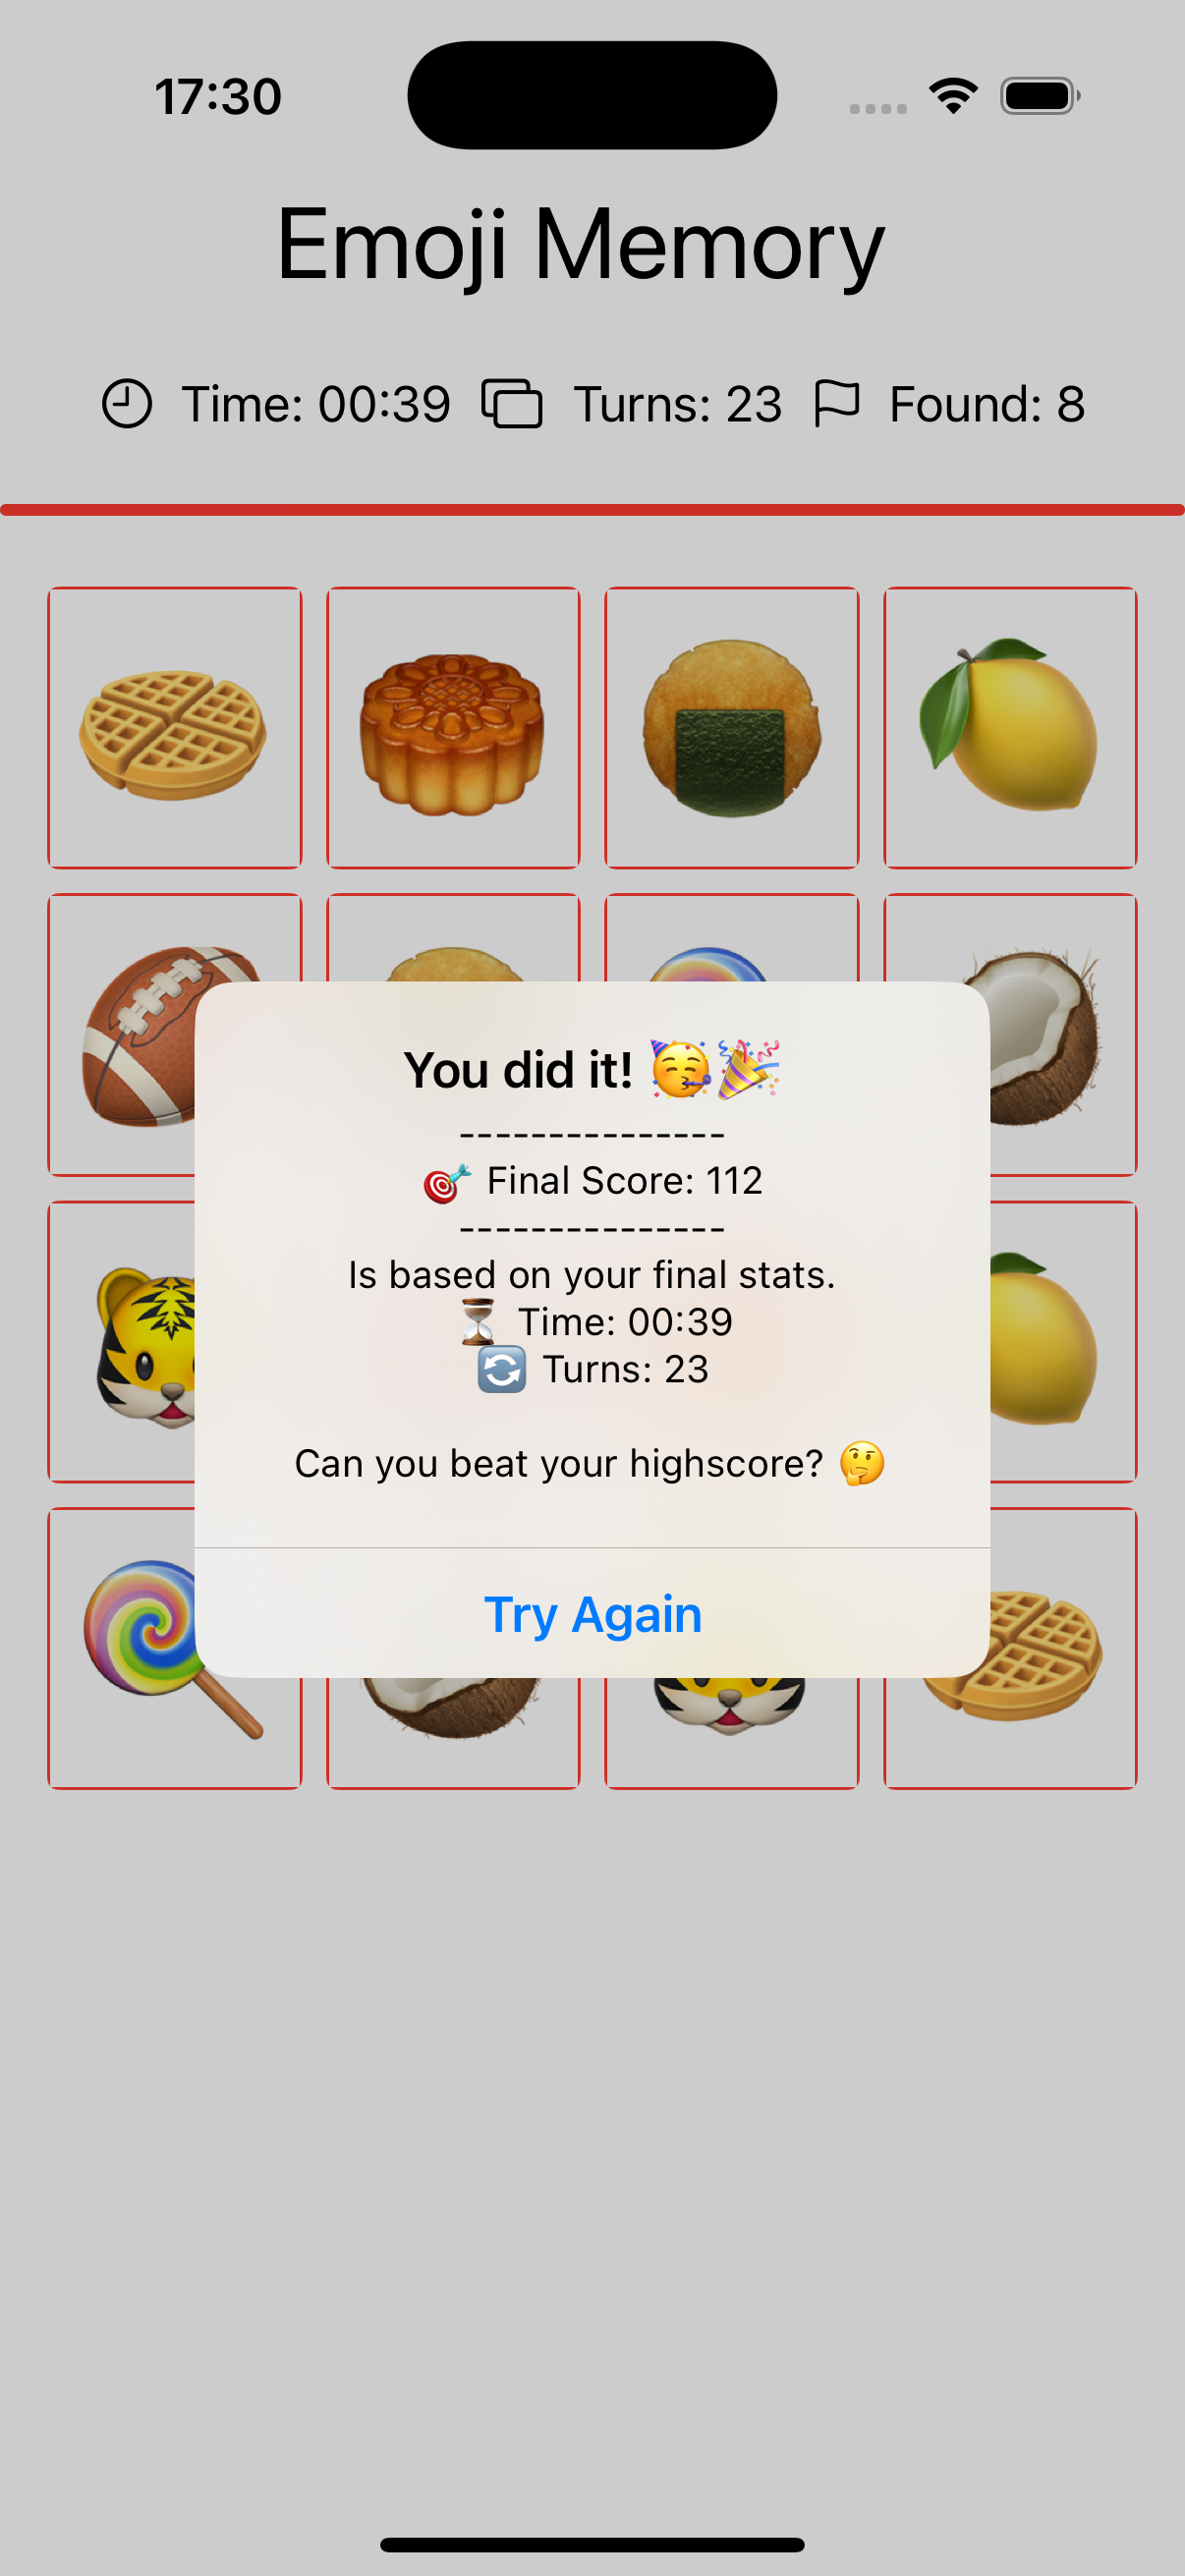 17:30
Emoji Memory
Time: 00:39 Turns: 23 Found: 8
You did it! 🥳🎉
---------------
🎯 Final Score: 112
---------------
Is based on your final stats.
⏳ Time: 00:39
🔄 Turns: 23
Can you beat your highscore? 🤔
Try Again